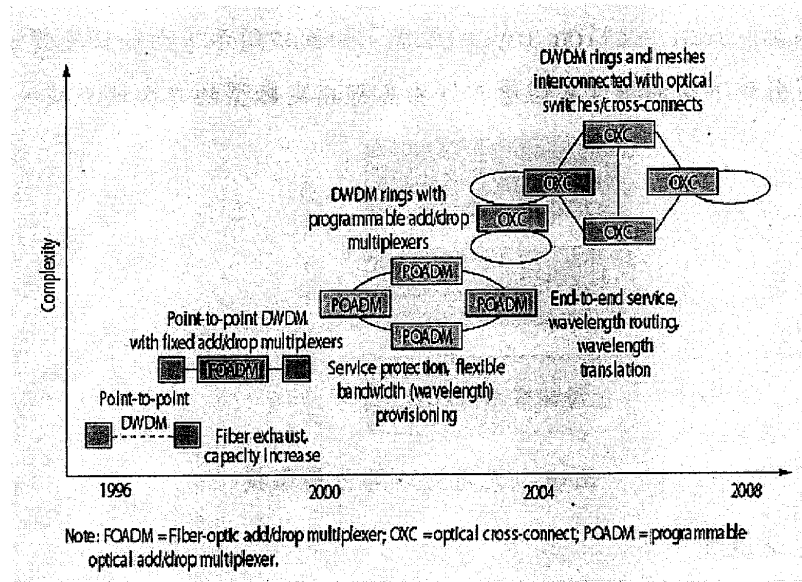 DWDM rings and meshes
interconnected with optical
switches/cross-connects
OXC
OXC
OXC
OXC
OXC
DWDM rings with
programmable add/drop
multiplexers
POADM
POADM
POADM
POADM
End-to-end service,
wavelength routing,
wavelength
translation
Service protection, flexible
bandwidth (wavelength)
provisioning
Point-to-point DWDM
with fixed add/drop multiplexers
FOADM
Point-to-point
DWDM
Fiber exhaust,
capacity increase
Complexity
1996
2000
2004
2008
Note: FOADM = Fiber-optic add/drop multiplexer; OXC = optical cross-connect; POADM = programmable
optical add/drop multiplexer.